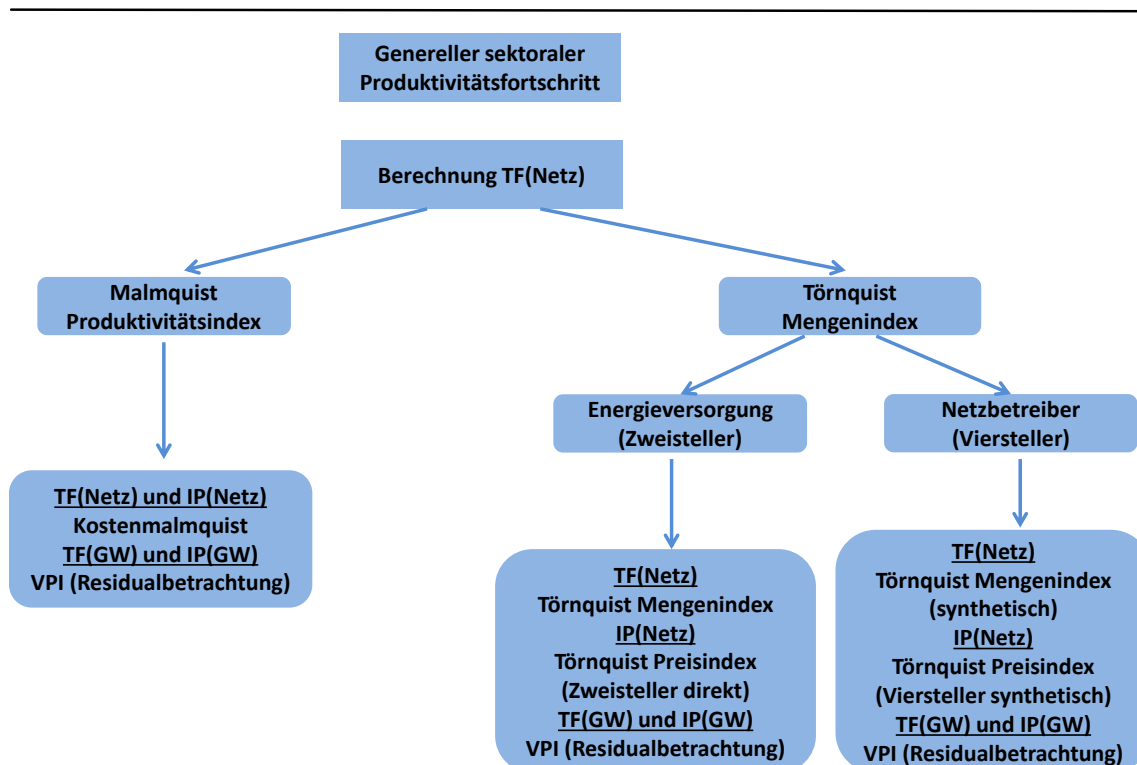 Genereller sektoraler
Produktivitätsfortschritt
Berechnung TF(Netz)
Malmquist
Produktivitätsindex
Törnquist
Mengenindex
Energieversorgung
(Zweisteller)
Netzbetreiber
(Viersteller)
TF(Netz) und IP(Netz)
Kostenmalmquist
TF(GW) und IP(GW)
VPI (Residualbetrachtung)
TF(Netz)
Törnquist Mengenindex
IP(Netz)
Törnquist Preisindex
(Zweisteller direkt)
TF(GW) und IP(GW)
VPI (Residualbetrachtung)
TF(Netz)
Törnquist Mengenindex
(synthetisch)
IP(Netz)
Törnquist Preisindex
(Viersteller synthetisch)
TF(GW) und IP(GW)
VPI (Residualbetrachtung)